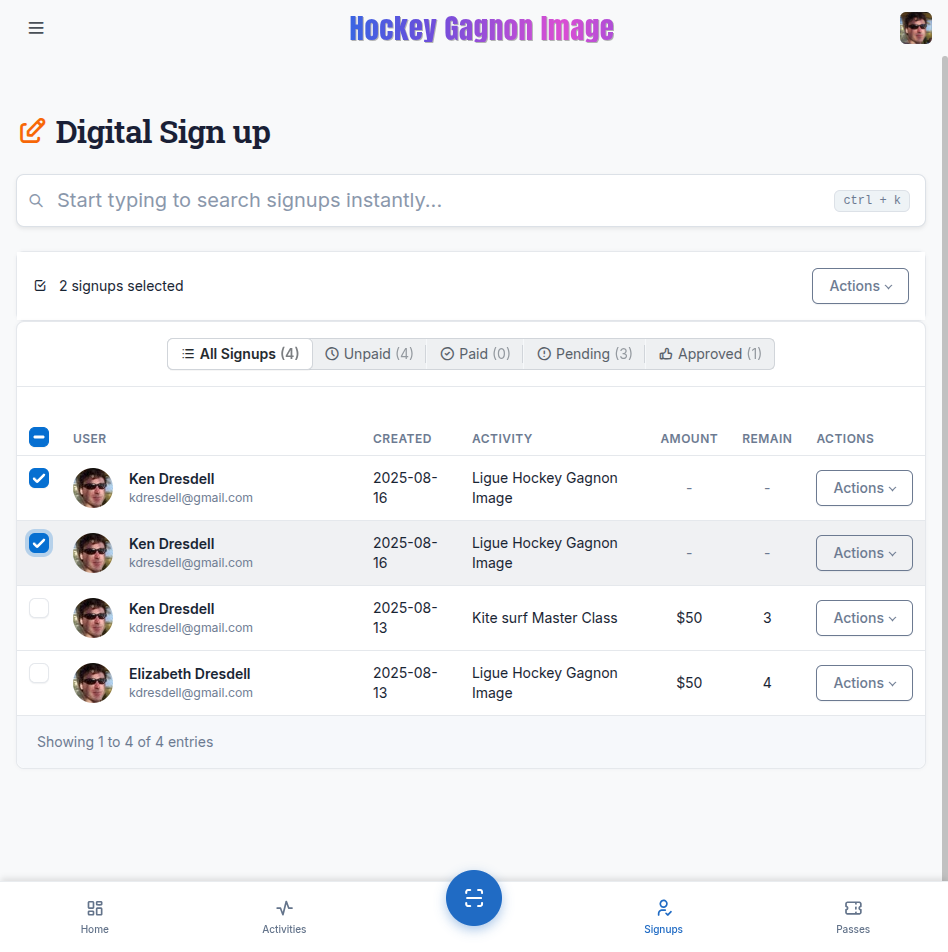 Hockey Gagnon Image
Digital Sign up
Start typing to search signups instantly... ctrl + k
2 signups selected Actions
All Signups (4) Unpaid (4) Paid (0) Pending (3) Approved (1)
USER CREATED ACTIVITY AMOUNT REMAIN ACTIONS
Ken Dresdell
kdresdell@gmail.com
2025-08-
16
Ligue Hockey Gagnon
Image
- - Actions
Ken Dresdell
kdresdell@gmail.com
2025-08-
16
Ligue Hockey Gagnon
Image
- - Actions
Ken Dresdell
kdresdell@gmail.com
2025-08-
13
Kite surf Master Class
$50 3 Actions
Elizabeth Dresdell
kdresdell@gmail.com
2025-08-
13
Ligue Hockey Gagnon
Image
$50 4 Actions
Showing 1 to 4 of 4 entries
Home Activities Signups Passes